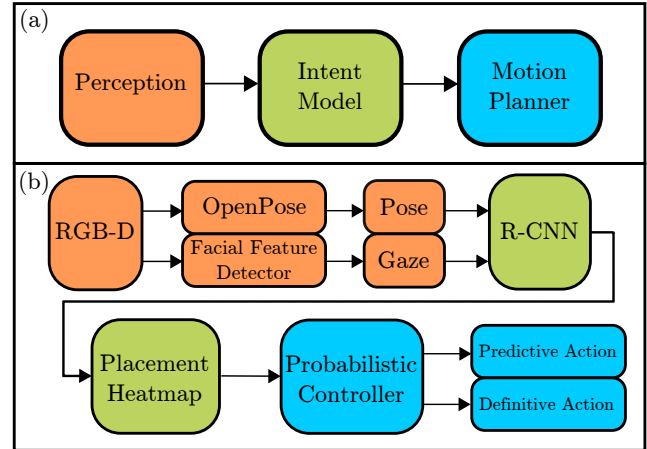 (a)
Perception
Intent
Model
Motion
Planner
(b)
RGB-D
OpenPose
Facial Feature
Detector
Pose
Gaze
R-CNN
Placement
Heatmap
Probabilistic
Controller
Predictive Action
Definitive Action